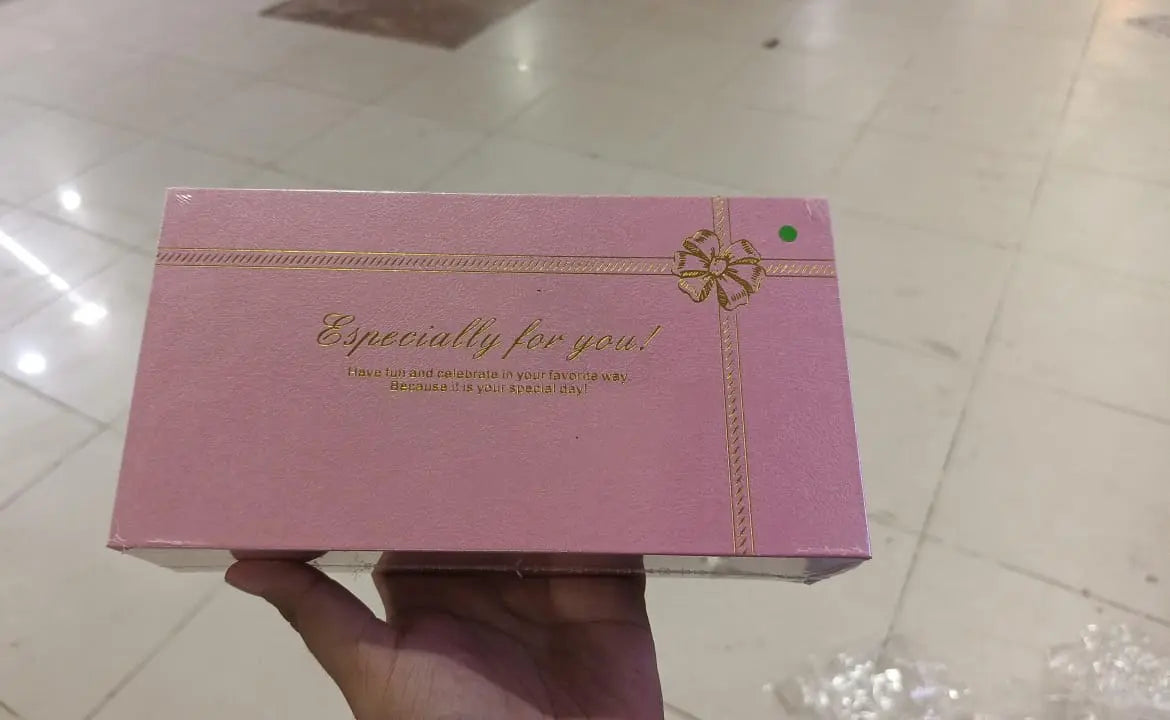 Especially for you!
Have fun and celebrate in your favorite way.
Because it is your special day!